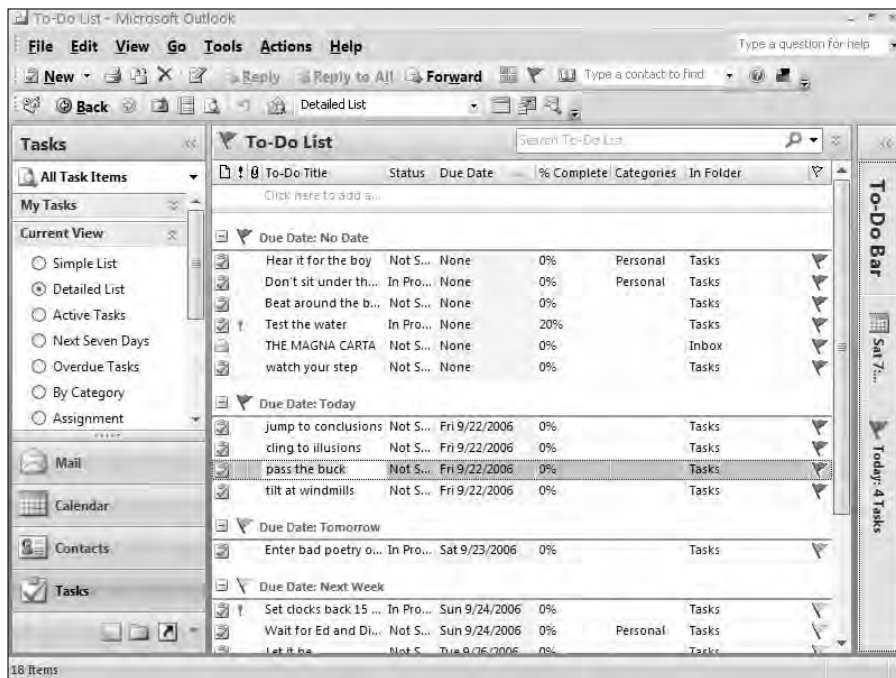 To-Do List - Microsoft Outlook
File Edit View Go Tools Actions Help
Type a question for help
New Reply Reply to All Forward Type a contact to find
Back Detailed List
Tasks
All Task Items
My Tasks
Current View
Simple List
Detailed List
Active Tasks
Next Seven Days
Overdue Tasks
By Category
Assignment
Mail
Calendar
Contacts
Tasks
To-Do List
Search To-Do List
To-Do Title Status Due Date % Complete Categories In Folder
Click here to add a...
Due Date: No Date
Hear it for the boy Not S... None 0% Personal Tasks
Don't sit under th... In Pro... None 0% Personal Tasks
Beat around the b... Not S... None 0% Tasks
! Test the water In Pro... None 20% Tasks
THE MAGNA CARTA Not S... None 0% Inbox
watch your step Not S... None 0% Tasks
Due Date: Today
jump to conclusions Not S... Fri 9/22/2006 0% Tasks
cling to illusions Not S... Fri 9/22/2006 0% Tasks
pass the buck Not S... Fri 9/22/2006 0% Tasks
tilt at windmills Not S... Fri 9/22/2006 0% Tasks
Due Date: Tomorrow
Enter bad poetry o... In Pro... Sat 9/23/2006 0% Tasks
Due Date: Next Week
! Set clocks back 15 ... In Pro... Sun 9/24/2006 0% Tasks
Wait for Ed and Di... Not S... Sun 9/24/2006 0% Personal Tasks
Let it be Not S... Tue 9/26/2006 0% Tasks
To-Do Bar
Sat 7:...
Today: 4 Tasks
18 Items